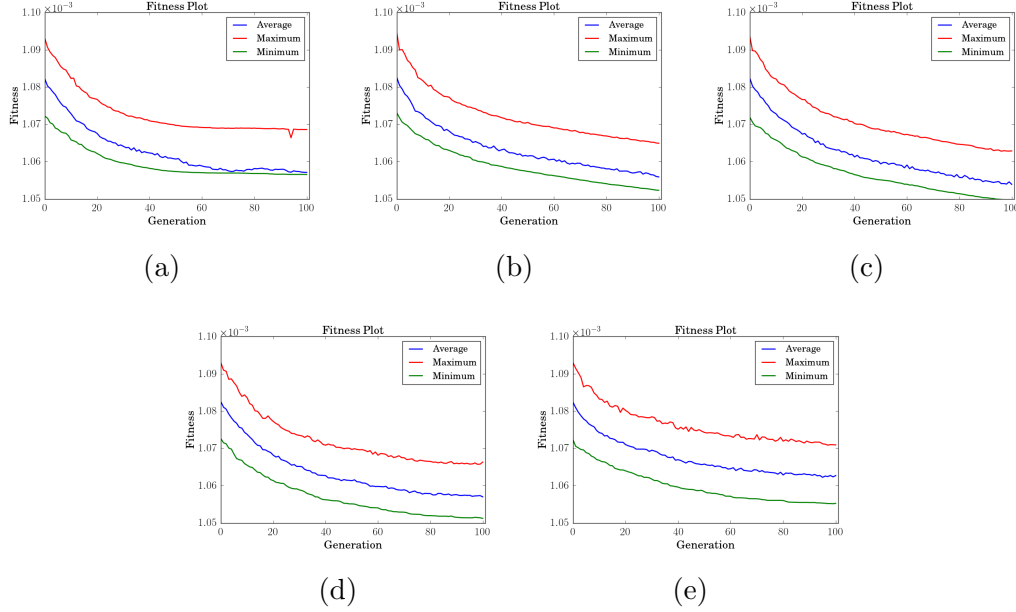 ×10⁻³
Fitness Plot
1.10
1.09
1.08
1.07
1.06
1.05
Fitness
0
20
40
60
80
100
Generation
Average
Maximum
Minimum
(a)
×10⁻³
Fitness Plot
1.10
1.09
1.08
1.07
1.06
1.05
Fitness
0
20
40
60
80
100
Generation
Average
Maximum
Minimum
(b)
×10⁻³
Fitness Plot
1.10
1.09
1.08
1.07
1.06
1.05
Fitness
0
20
40
60
80
100
Generation
Average
Maximum
Minimum
(c)
×10⁻³
Fitness Plot
1.10
1.09
1.08
1.07
1.06
1.05
Fitness
0
20
40
60
80
100
Generation
Average
Maximum
Minimum
(d)
×10⁻³
Fitness Plot
1.10
1.09
1.08
1.07
1.06
1.05
Fitness
0
20
40
60
80
100
Generation
Average
Maximum
Minimum
(e)